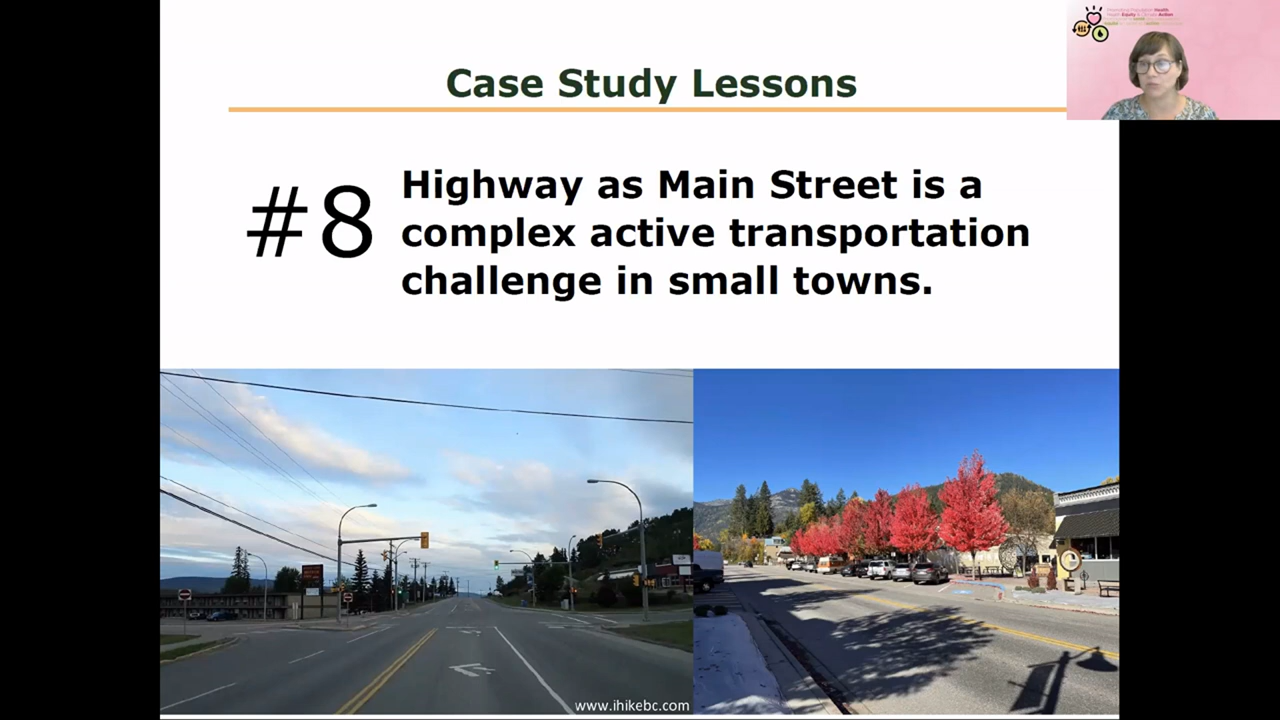 Case Study Lessons
#8
Highway as Main Street is a
complex active transportation
challenge in small towns.
www.ihikebc.com